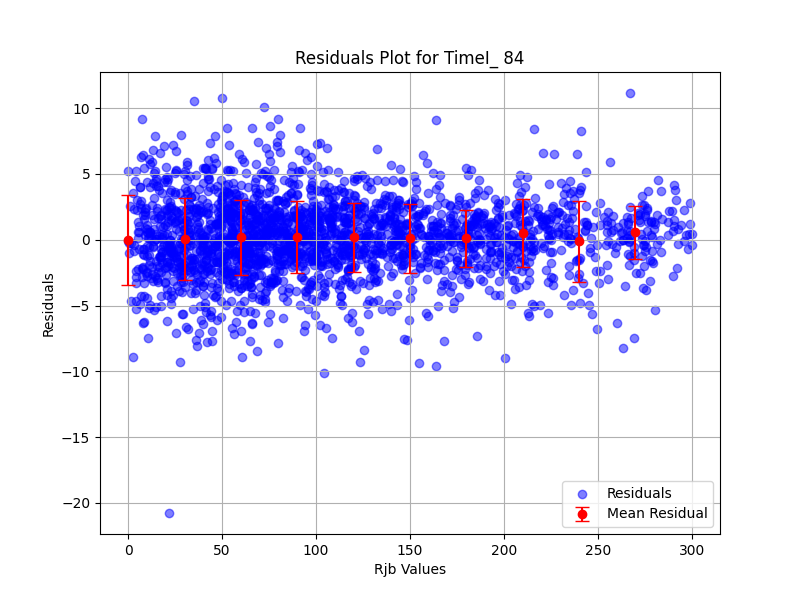 Residuals Plot for TimeI_ 84
Residuals
10
5
0
−5
−10
−15
−20
0 50 100 150 200 250 300
Rjb Values
Residuals
Mean Residual